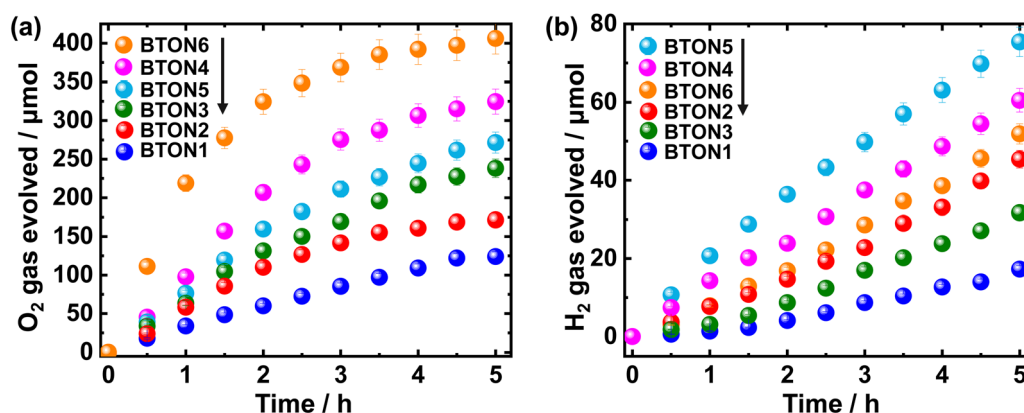 (a)
O₂ gas evolved / μmol
400
350
300
250
200
150
100
50
0
BTON6
BTON4
BTON5
BTON3
BTON2
BTON1
0 1 2 3 4 5
Time / h
(b)
H₂ gas evolved / μmol
80
60
40
20
0
BTON5
BTON4
BTON6
BTON2
BTON3
BTON1
0 1 2 3 4 5
Time / h